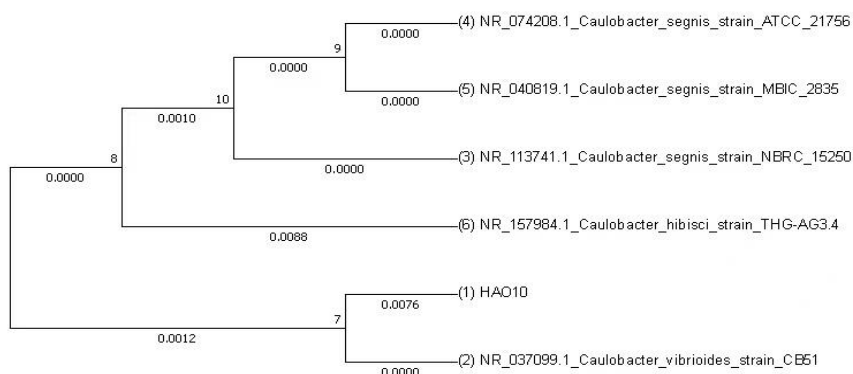 (4) NR_074208.1_Caulobacter_segnis_strain_ATCC_21756
0.0000
9
0.0000
(5) NR_040819.1_Caulobacter_segnis_strain_MBIC_2835
0.0000
10
0.0010
(3) NR_113741.1_Caulobacter_segnis_strain_NBRC_15250
0.0000
8
0.0000
(6) NR_157984.1_Caulobacter_hibisci_strain_THG-AG3.4
0.0088
(1) HAO10
0.0076
7
0.0012
(2) NR_037099.1_Caulobacter_vibrioides_strain_CB51
0.0000